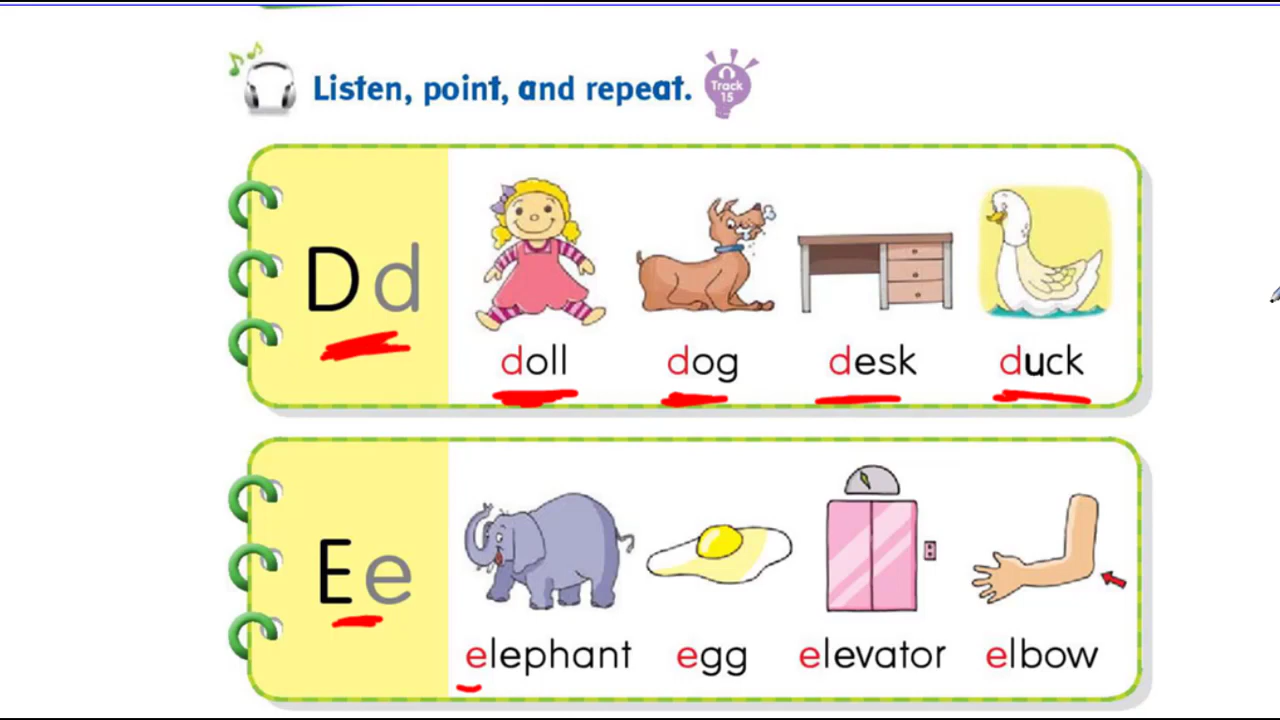 Listen, point, and repeat.
Track
15
Dd
doll dog desk duck
Ee
elephant egg elevator elbow